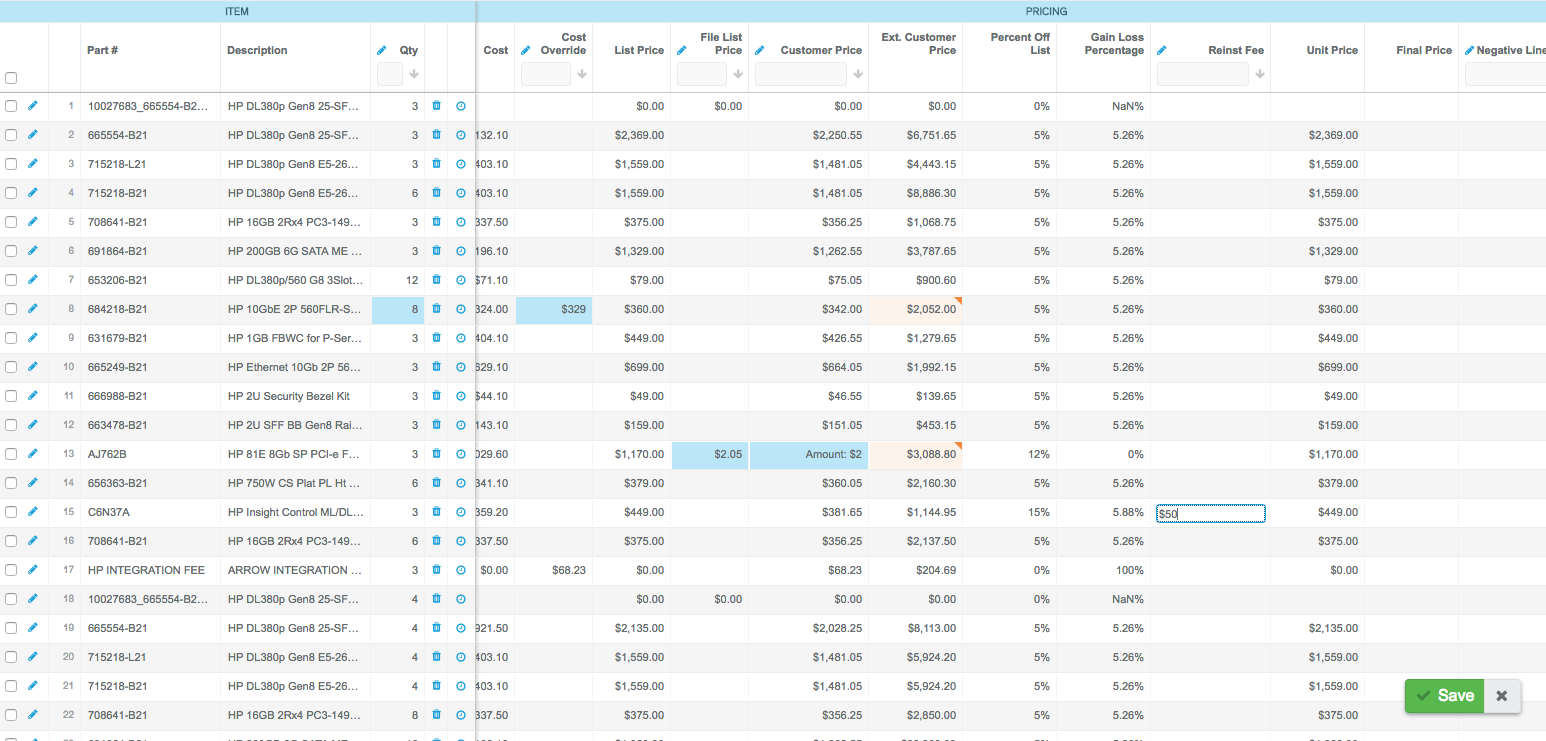 ITEM PRICING
Part # Description Qty Cost Cost Override List Price File List Price Customer Price Ext. Customer Price Percent Off List Gain Loss Percentage Reinst Fee Unit Price Final Price Negative Line
1 10027683_665554-B2... HP DL380p Gen8 25-SF... 3 $0.00 $0.00 $0.00 $0.00 0% NaN%
2 665554-B21 HP DL380p Gen8 25-SF... 3 132.10 $2,369.00 $2,250.55 $6,751.65 5% 5.26% $2,369.00
3 715218-L21 HP DL380p Gen8 E5-26... 3 403.10 $1,559.00 $1,481.05 $4,443.15 5% 5.26% $1,559.00
4 715218-B21 HP DL380p Gen8 E5-26... 6 403.10 $1,559.00 $1,481.05 $8,886.30 5% 5.26% $1,559.00
5 708641-B21 HP 16GB 2Rx4 PC3-149... 3 337.50 $375.00 $356.25 $1,068.75 5% 5.26% $375.00
6 691864-B21 HP 200GB 6G SATA ME ... 3 196.10 $1,329.00 $1,262.55 $3,787.65 5% 5.26% $1,329.00
7 653206-B21 HP DL380p/560 G8 3Slot... 12 $71.10 $79.00 $75.05 $900.60 5% 5.26% $79.00
8 684218-B21 HP 10GbE 2P 560FLR-S... 8 324.00 $329 $360.00 $342.00 $2,052.00 5% 5.26% $360.00
9 631679-B21 HP 1GB FBWC for P-Ser... 3 404.10 $449.00 $426.55 $1,279.65 5% 5.26% $449.00
10 665249-B21 HP Ethernet 10Gb 2P 56... 3 629.10 $699.00 $664.05 $1,992.15 5% 5.26% $699.00
11 666988-B21 HP 2U Security Bezel Kit 3 $44.10 $49.00 $46.55 $139.65 5% 5.26% $49.00
12 663478-B21 HP 2U SFF BB Gen8 Rai... 3 143.10 $159.00 $151.05 $453.15 5% 5.26% $159.00
13 AJ762B HP 81E 8Gb SP PCI-e F... 3 029.60 $1,170.00 $2.05 Amount: $2 $3,088.80 12% 0% $1,170.00
14 656363-B21 HP 750W CS Plat PL Ht ... 6 341.10 $379.00 $360.05 $2,160.30 5% 5.26% $379.00
15 C6N37A HP Insight Control ML/DL... 3 359.20 $449.00 $381.65 $1,144.95 15% 5.88% $50 $449.00
16 708641-B21 HP 16GB 2Rx4 PC3-149... 6 337.50 $375.00 $356.25 $2,137.50 5% 5.26% $375.00
17 HP INTEGRATION FEE ARROW INTEGRATION ... 3 $0.00 $68.23 $0.00 $68.23 $204.69 0% 100% $0.00
18 10027683_665554-B2... HP DL380p Gen8 25-SF... 4 $0.00 $0.00 $0.00 $0.00 0% NaN%
19 665554-B21 HP DL380p Gen8 25-SF... 4 921.50 $2,135.00 $2,028.25 $8,113.00 5% 5.26% $2,135.00
20 715218-L21 HP DL380p Gen8 E5-26... 4 403.10 $1,559.00 $1,481.05 $5,924.20 5% 5.26% $1,559.00
21 715218-B21 HP DL380p Gen8 E5-26... 4 403.10 $1,559.00 $1,481.05 $5,924.20 5% 5.26% $1,559.00
Save
22 708641-B21 HP 16GB 2Rx4 PC3-149... 8 337.50 $375.00 $356.25 $2,850.00 5% 5.26% $375.00